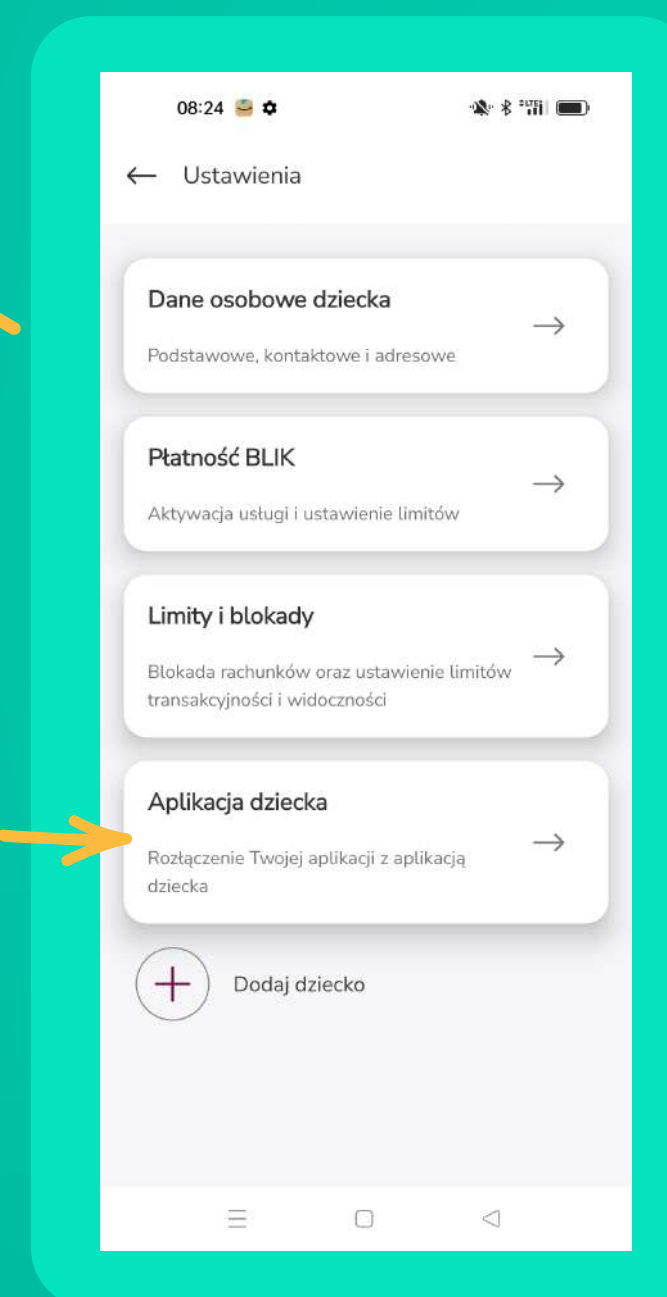 08:24
Ustawienia
Dane osobowe dziecka
Podstawowe, kontaktowe i adresowe
Płatność BLIK
Aktywacja usługi i ustawienie limitów
Limity i blokady
Blokada rachunków oraz ustawienie limitów
transakcyjności i widoczności
Aplikacja dziecka
Rozłączenie Twojej aplikacji z aplikacją
dziecka
Dodaj dziecko